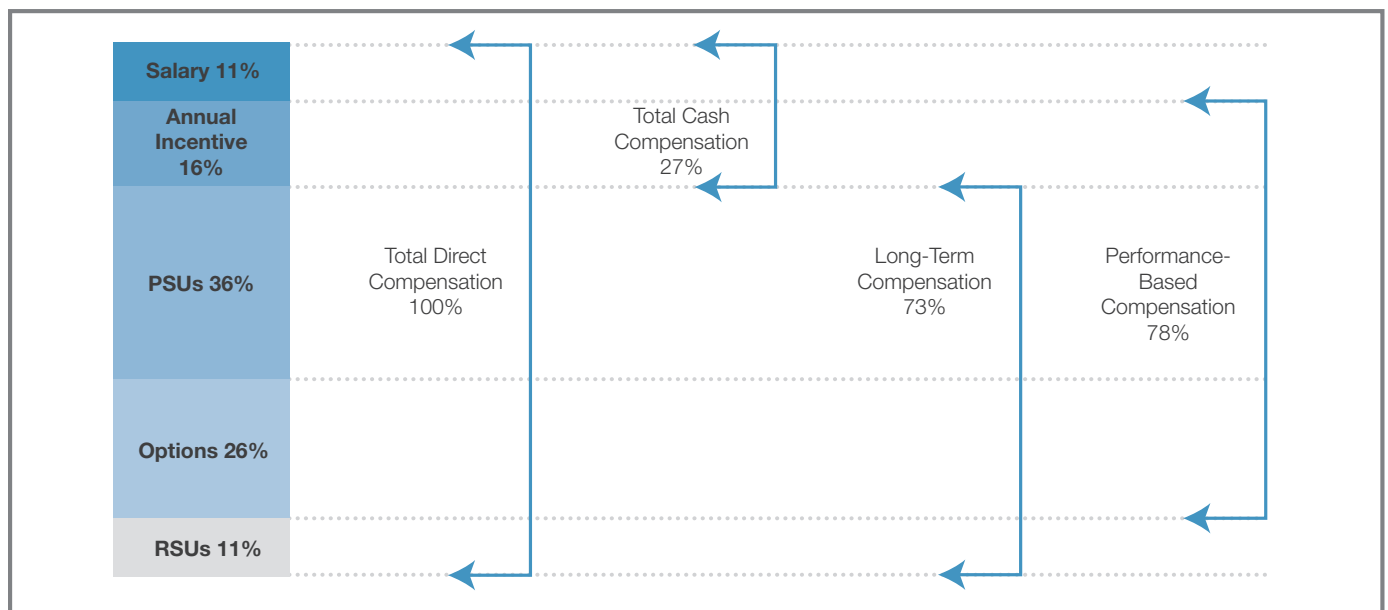 Salary 11%
Annual
Incentive
16%
PSUs 36%
Options 26%
RSUs 11%
Total Direct
Compensation
100%
Total Cash
Compensation
27%
Long-Term
Compensation
73%
Performance-
Based
Compensation
78%